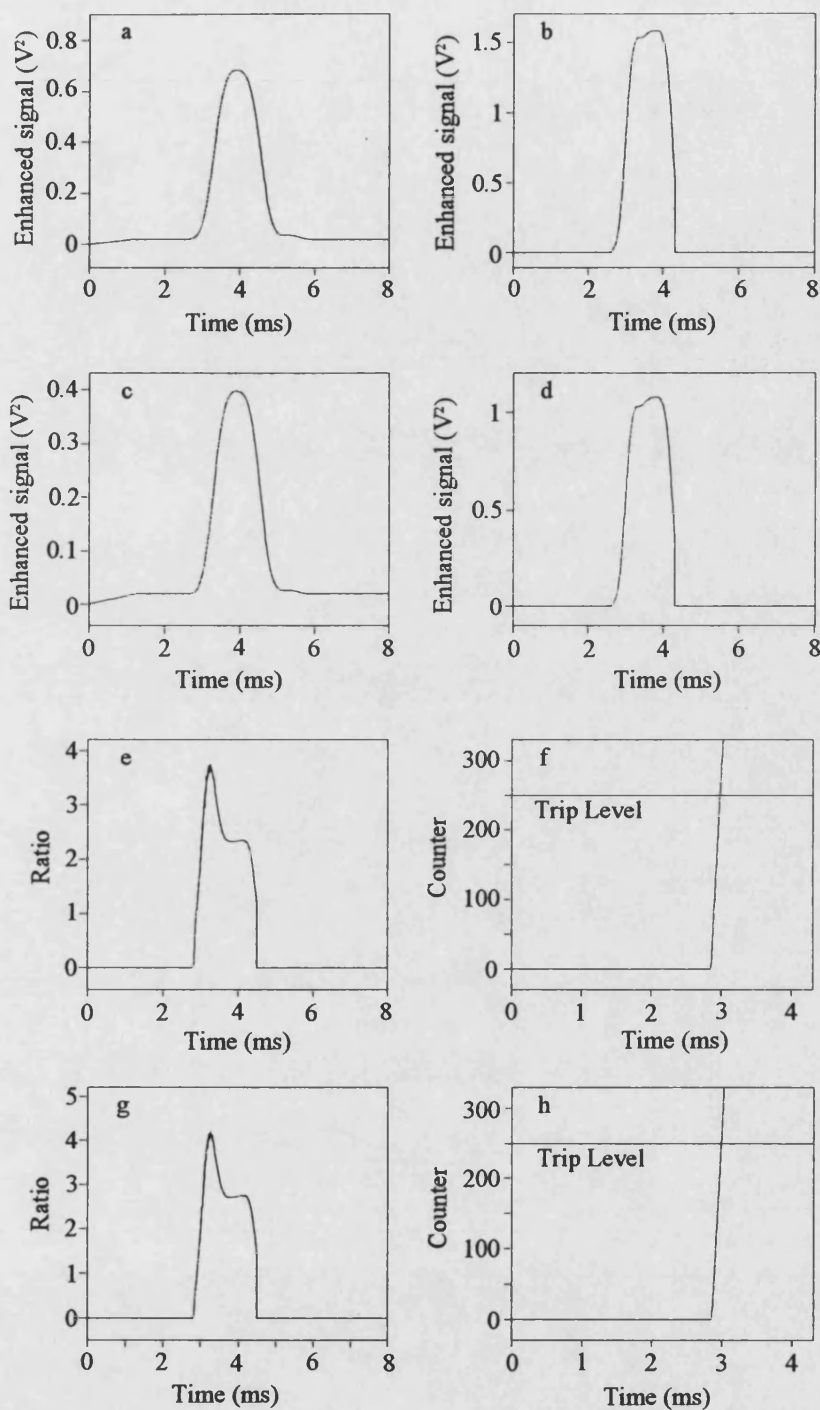 a
Enhanced signal (V²)
0.8
0.6
0.4
0.2
0
0 2 4 6 8
Time (ms)
b
Enhanced signal (V²)
1.5
1
0.5
0
0 2 4 6 8
Time (ms)
c
Enhanced signal (V²)
0.4
0.3
0.2
0.1
0
0 2 4 6 8
Time (ms)
d
Enhanced signal (V²)
1
0.5
0
0 2 4 6 8
Time (ms)
e
Ratio
4
3
2
1
0
0 2 4 6 8
Time (ms)
f
Counter
300
200
100
0
Trip Level
0 1 2 3 4
Time (ms)
g
Ratio
5
4
3
2
1
0
0 2 4 6 8
Time (ms)
h
Counter
300
200
100
0
Trip Level
0 1 2 3 4
Time (ms)